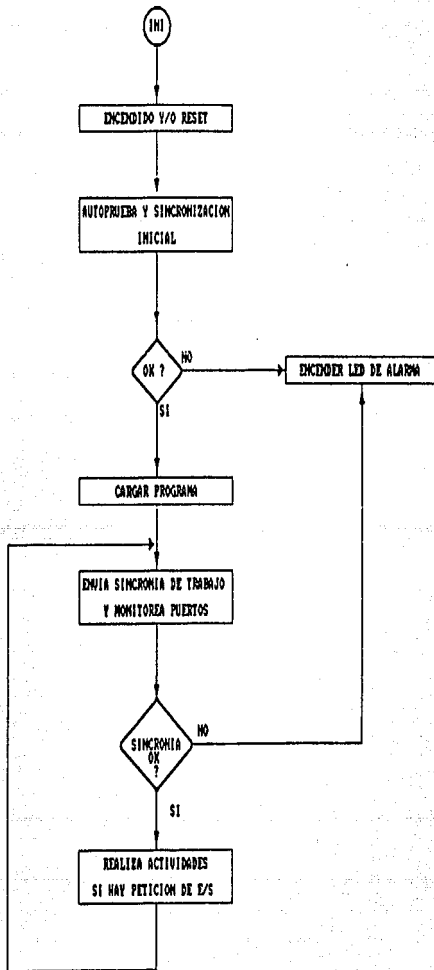 INI
ENCENDIDO Y/O RESET
AUTOPRUEBA Y SINCRONIZACION
INICIAL
OK ?
NO
ENCENDER LED DE ALARMA
SI
CARGAR PROGRAMA
ENVIA SINCRONIA DE TRABAJO
Y MONITOREA PUERTOS
NO
SINCRONIA
OK
?
SI
REALIZA ACTIVIDADES
SI HAY PETICION DE E/S